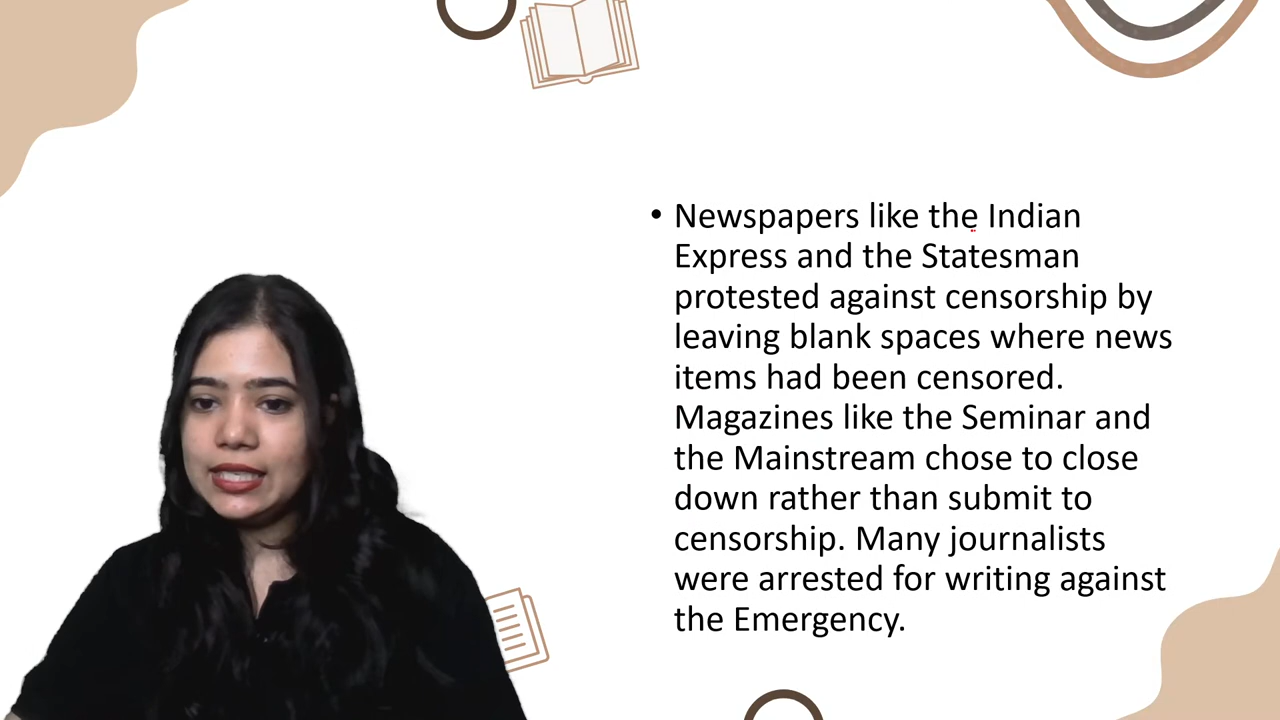 • Newspapers like the Indian
Express and the Statesman
protested against censorship by
leaving blank spaces where news
items had been censored.
Magazines like the Seminar and
the Mainstream chose to close
down rather than submit to
censorship. Many journalists
were arrested for writing against
the Emergency.